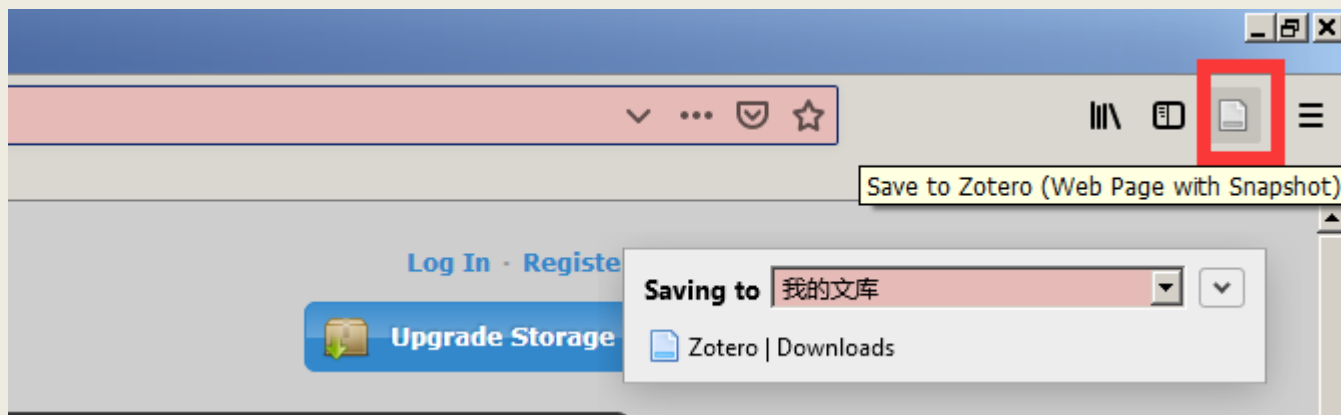 Save to Zotero (Web Page with Snapshot)
Log In · Registe
Saving to 我的文库
Upgrade Storage
Zotero | Downloads